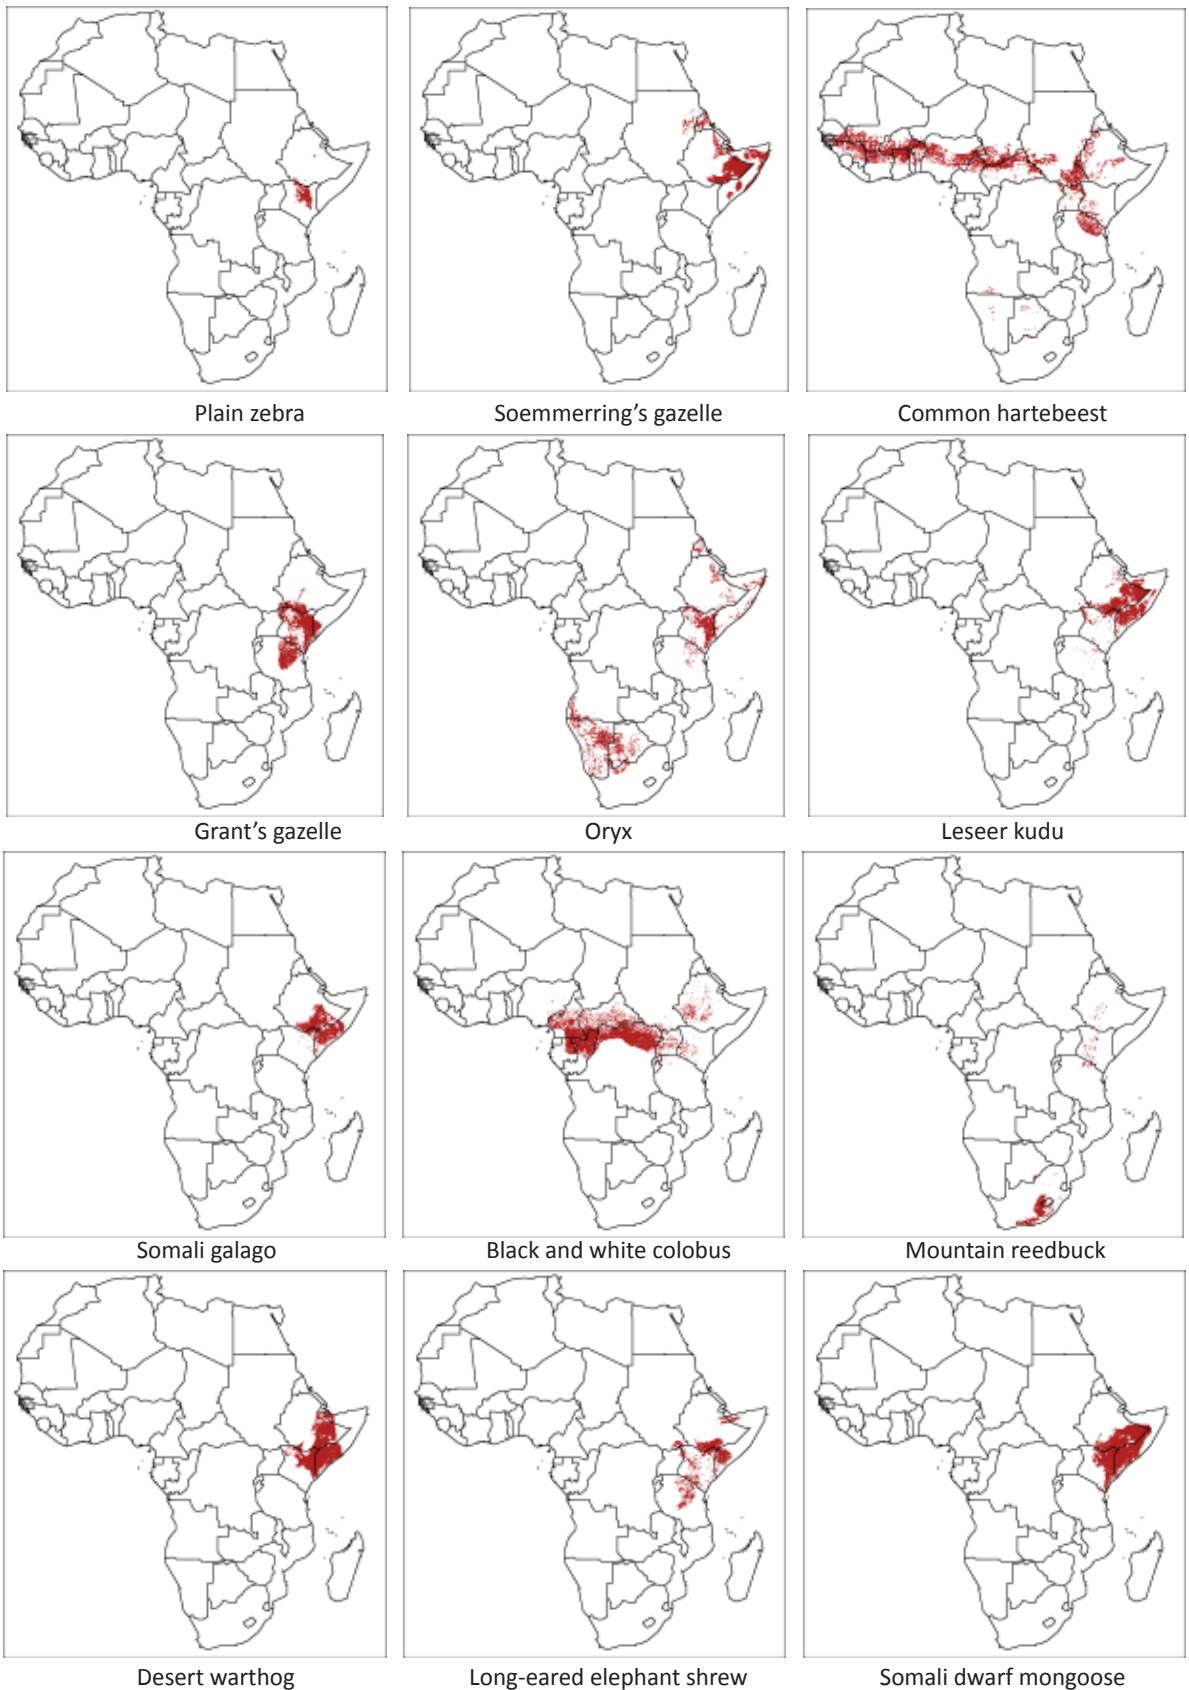 Plain zebra
Soemmerring's gazelle
Common hartebeest
Grant's gazelle
Oryx
Leseer kudu
Somali galago
Black and white colobus
Mountain reedbuck
Desert warthog
Long-eared elephant shrew
Somali dwarf mongoose